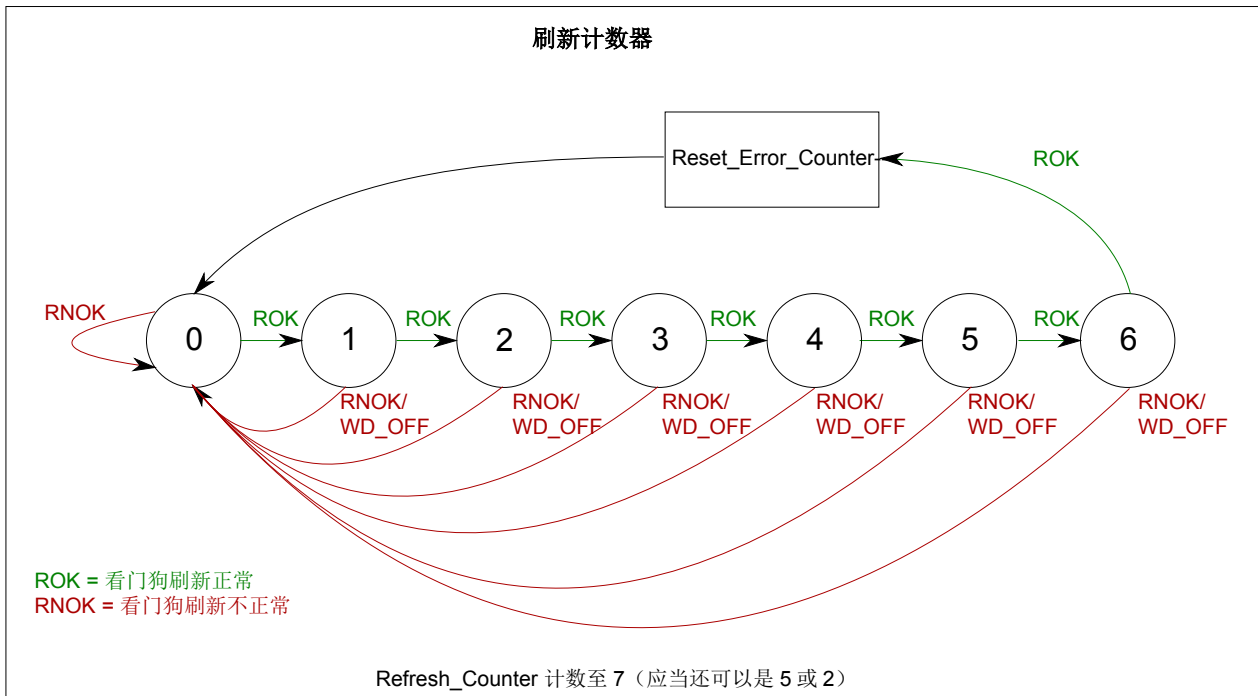 刷新计数器
Reset_Error_Counter
ROK
RNOK
0
ROK
1
ROK
2
ROK
3
ROK
4
ROK
5
ROK
6
RNOK/
WD_OFF
RNOK/
WD_OFF
RNOK/
WD_OFF
RNOK/
WD_OFF
RNOK/
WD_OFF
RNOK/
WD_OFF
ROK = 看门狗刷新正常
RNOK = 看门狗刷新不正常
Refresh_Counter 计数至 7（应当还可以是 5 或 2）